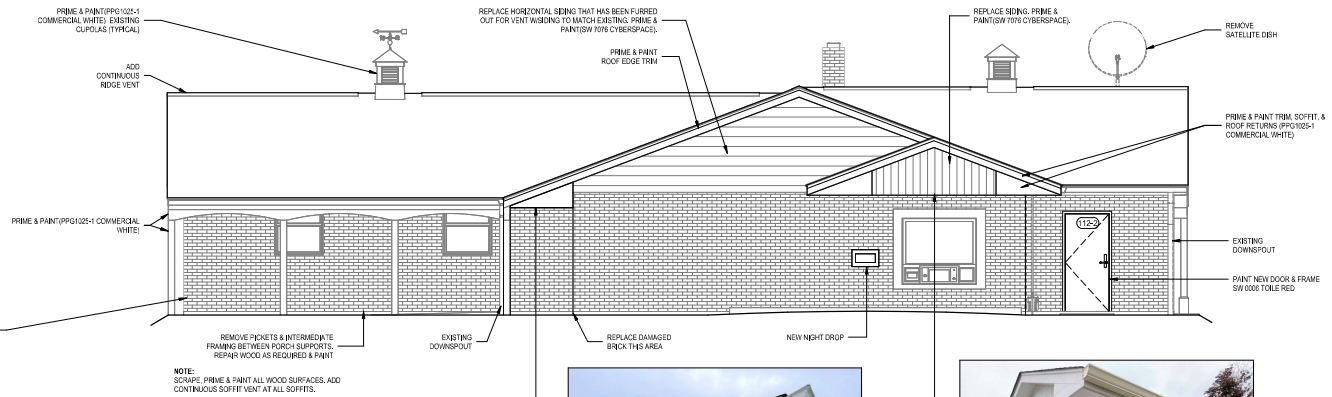 PRIME & PAINT(PPG1025-1
COMMERCIAL WHITE)  EXISTING
CUPOLAS (TYPICAL)
ADD
CONTINUOUS
RIDGE VENT
REPLACE HORIZONTAL SIDING THAT HAS BEEN FURRED
OUT FOR VENT W/SIDING TO MATCH EXISTING. PRIME &
PAINT(SW 7076 CYBERSPACE).
PRIME & PAINT
ROOF EDGE TRIM
REPLACE SIDING. PRIME &
PAINT(SW 7076 CYBERSPACE).
REMOVE
SATELLITE DISH
PRIME & PAINT TRIM, SOFFIT, &
ROOF RETURNS (PPG1025-1
COMMERCIAL WHITE)
PRIME & PAINT(PPG1025-1 COMMERCIAL
WHITE)
112-2
EXISTING
DOWNSPOUT
PAINT NEW DOOR & FRAME
SW 0006 TOILE RED
REMOVE PICKETS & INTERMEDIATE
FRAMING BETWEEN PORCH SUPPORTS.
REPAIR WOOD AS REQUIRED & PAINT
EXISTING
DOWNSPOUT
REPLACE DAMAGED
BRICK THIS AREA
NEW NIGHT DROP
NOTE:
SCRAPE, PRIME & PAINT ALL WOOD SURFACES. ADD
CONTINUOUS SOFFIT VENT AT ALL SOFFITS.